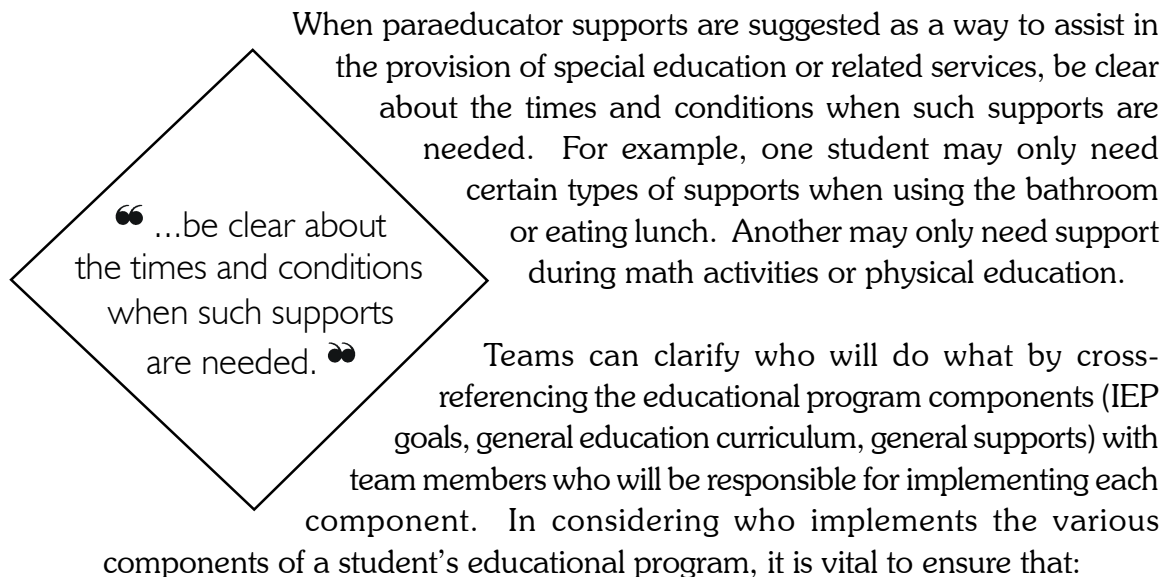 When paraeducator supports are suggested as a way to assist in
the provision of special education or related services, be clear
about the times and conditions when such supports are
needed.  For example, one student may only need
certain types of supports when using the bathroom
or eating lunch.  Another may only need support
during math activities or physical education.
❝ ...be clear about
the times and conditions
when such supports
are needed. ❞
Teams can clarify who will do what by cross-
referencing the educational program components (IEP
goals, general education curriculum, general supports) with
team members who will be responsible for implementing each
component.  In considering who implements the various
components of a student’s educational program, it is vital to ensure that: